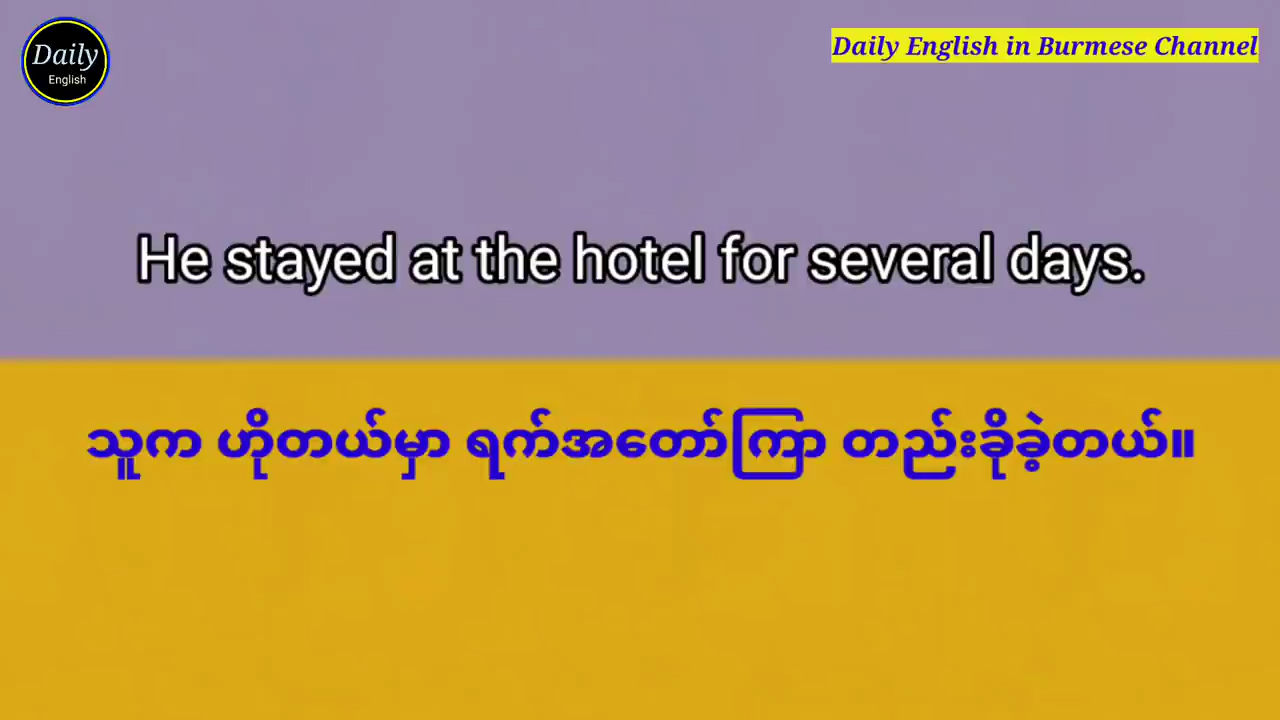 Daily
English
Daily English in Burmese Channel
He stayed at the hotel for several days.
သူက ဟိုတယ်မှာ ရက်အတော်ကြာ တည်းခိုခဲ့တယ်။